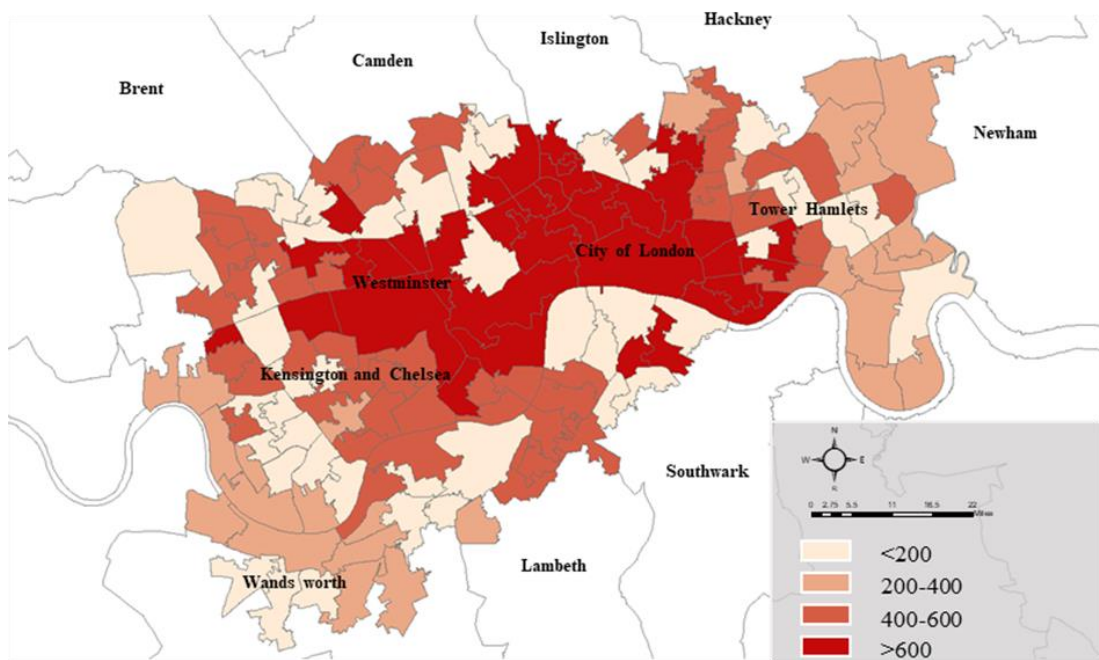 Hackney
Islington
Camden
Brent
Newham
Tower Hamlets
City of London
Westminster
Kensington and Chelsea
Southwark
Lambeth
Wands worth
N
W E
0 2.75 5.5 11 16.5 22
<200
200-400
400-600
>600